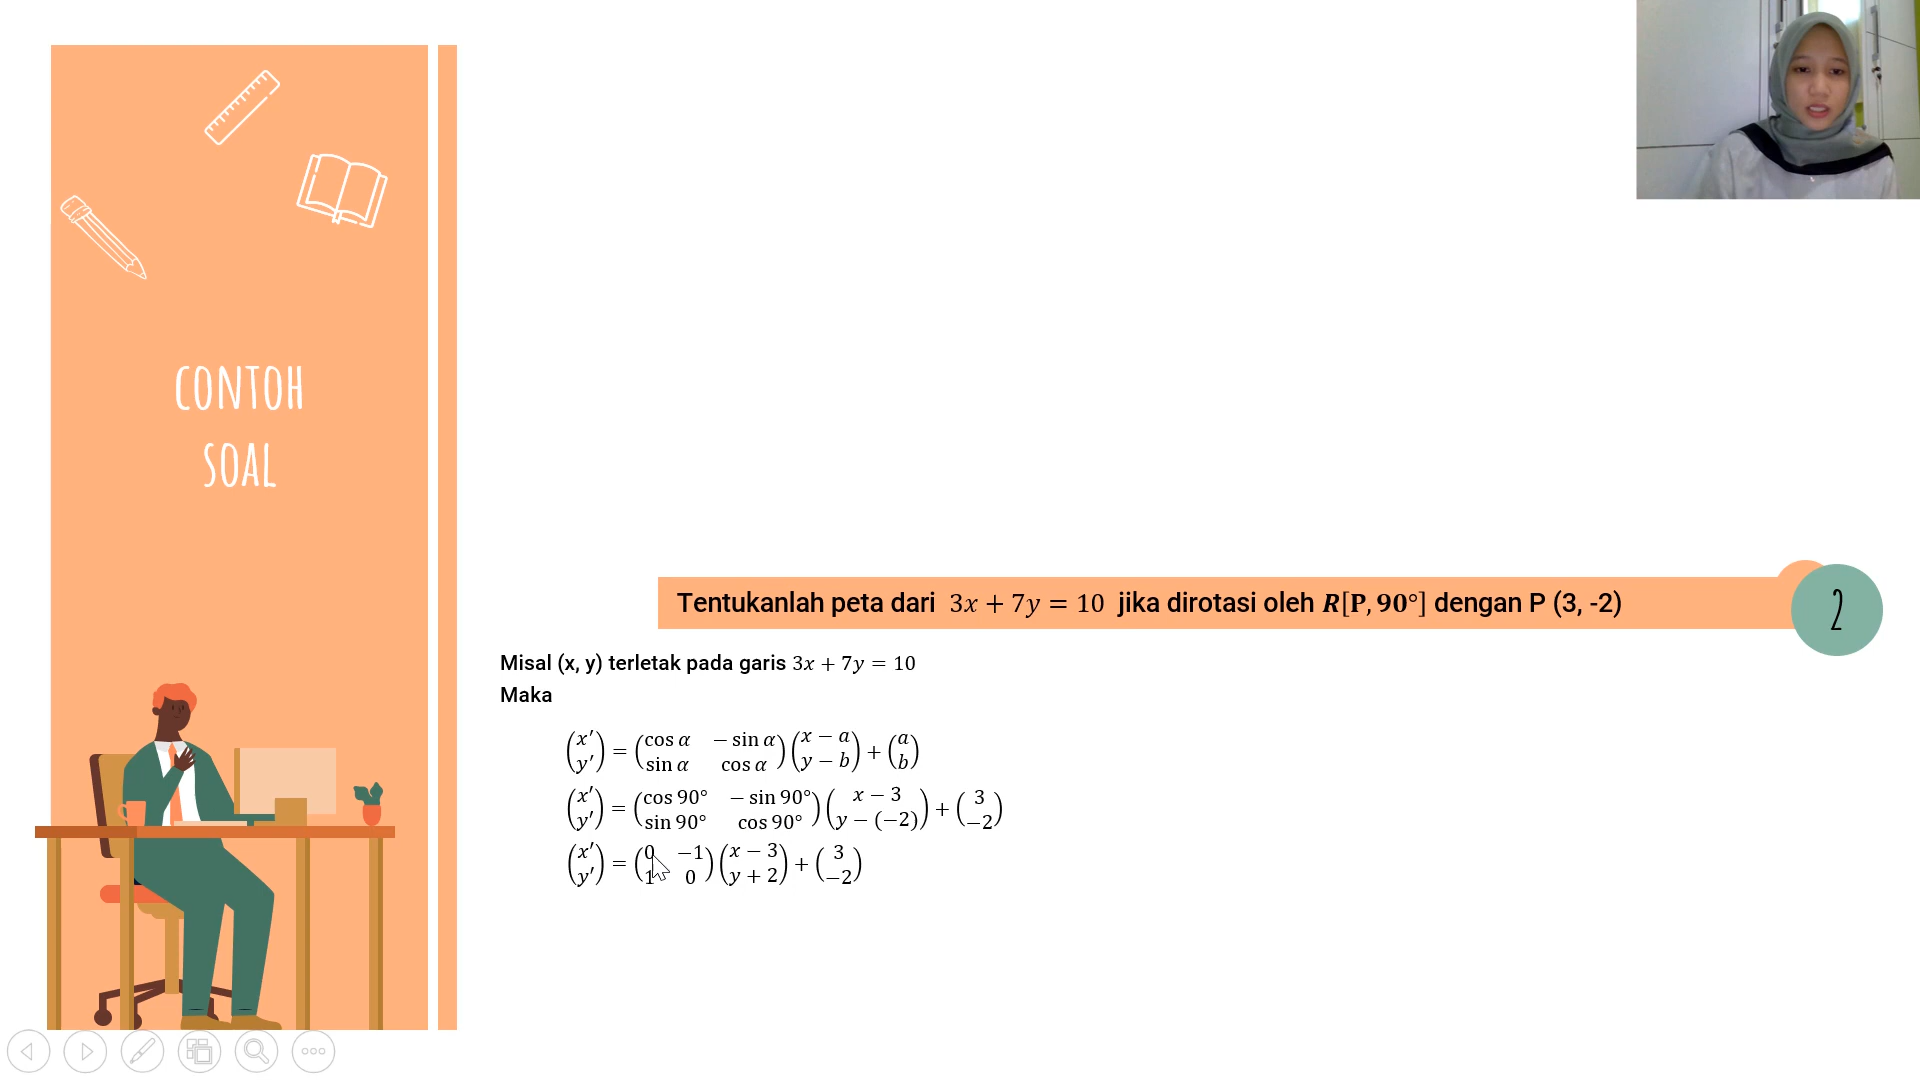 CONTOH
SOAL
Tentukanlah peta dari 3x + 7y = 10 jika dirotasi oleh R[P, 90°] dengan P (3, -2)
2
Misal (x, y) terletak pada garis 3x + 7y = 10
Maka
(x′ y′) = (cos α − sin α sin α cos α)(x − a y − b) + (a b)
(x′ y′) = (cos 90° − sin 90° sin 90° cos 90°)(x − 3 y − (−2)) + (3 −2)
(x′ y′) = (0 −1 1 0)(x − 3 y + 2) + (3 −2)